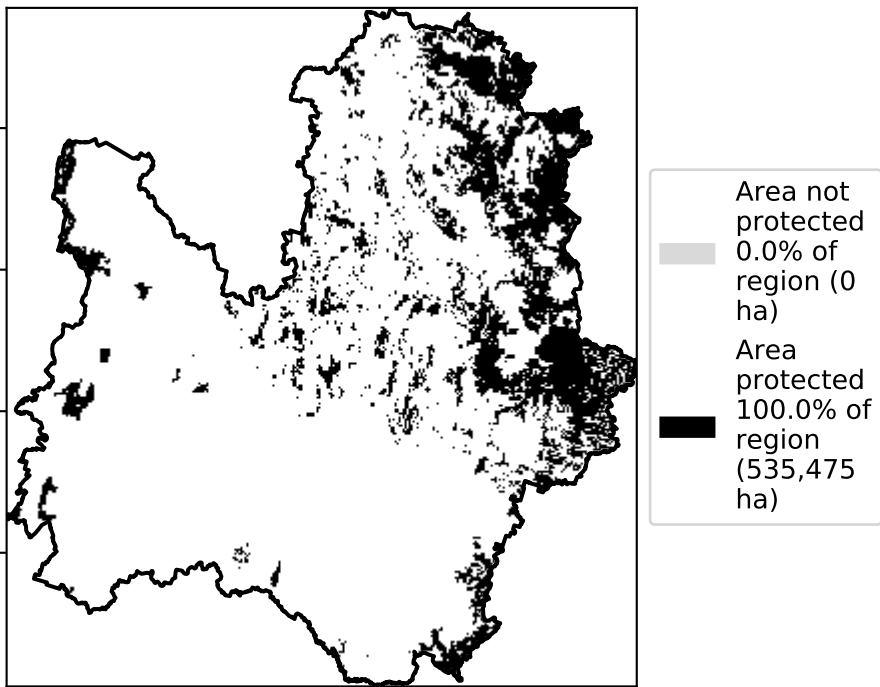 Area not
protected
0.0% of
region (0
ha)
Area
protected
100.0% of
region
(535,475
ha)